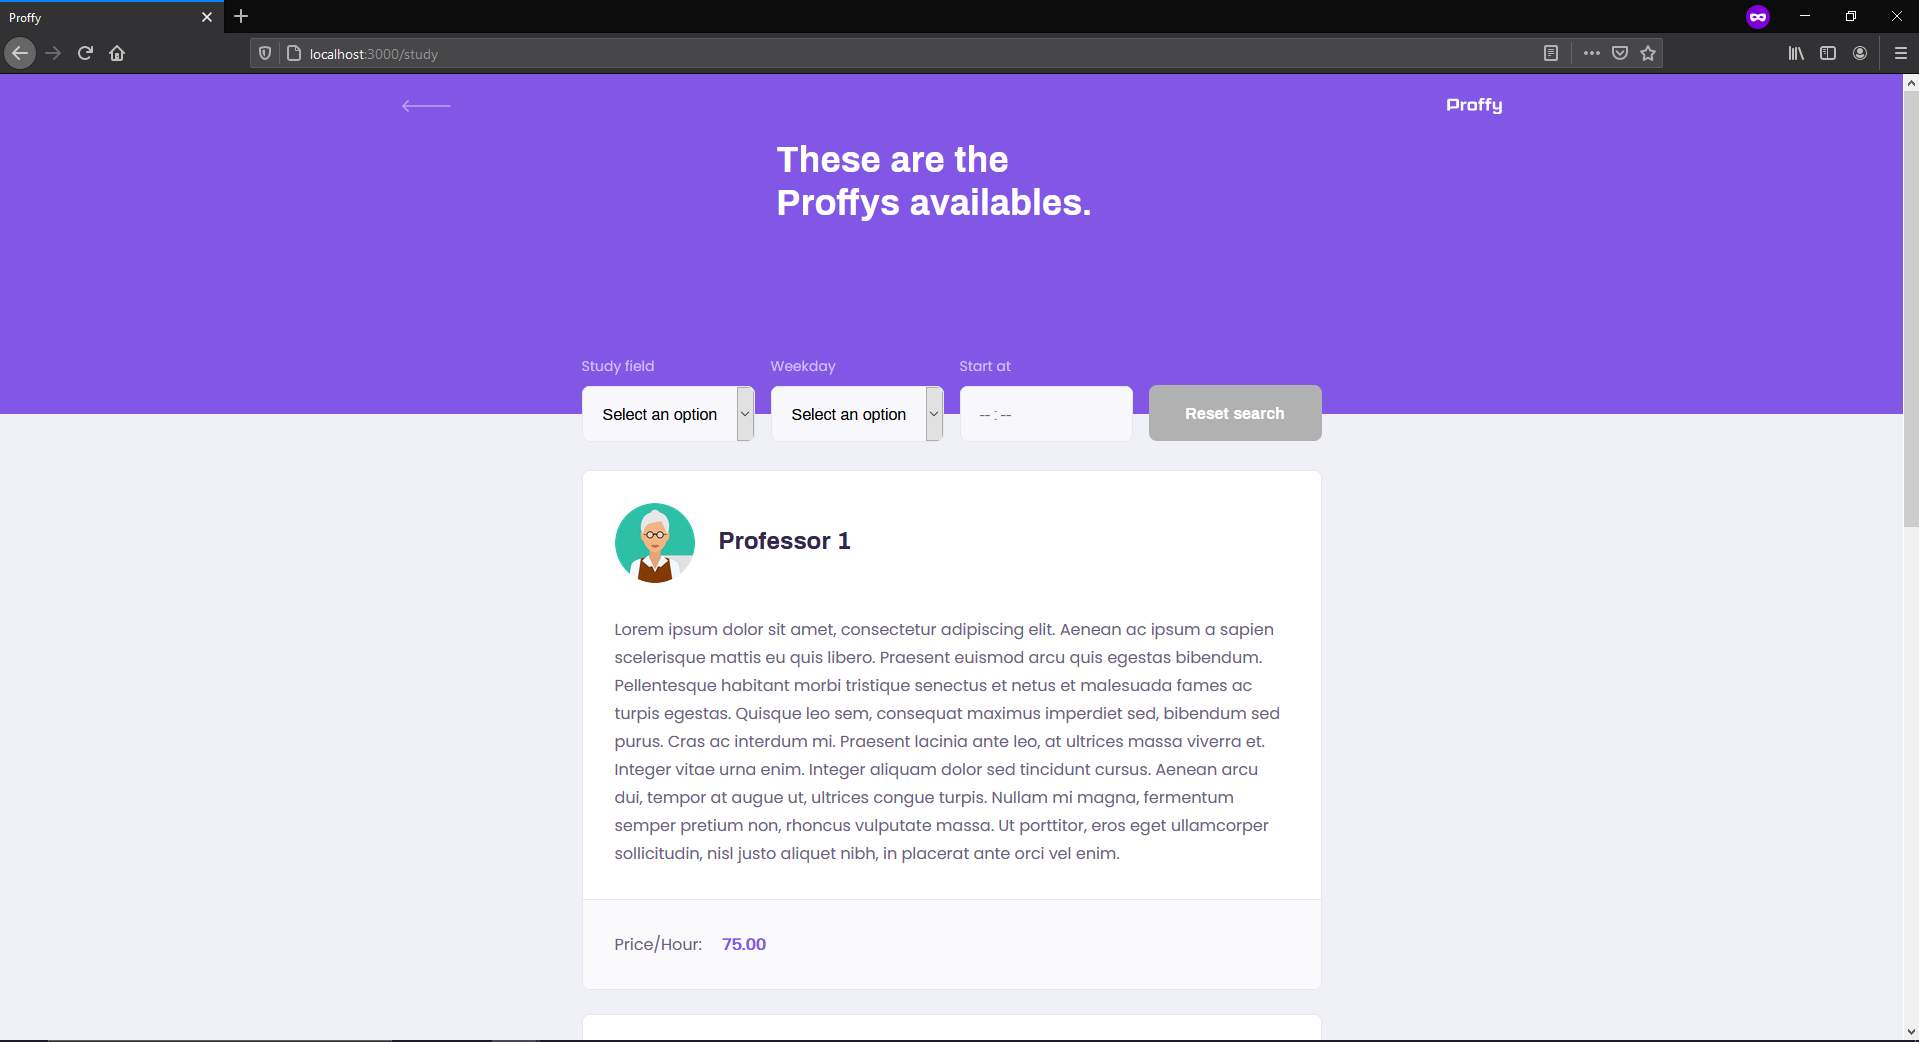 Proffy
localhost:3000/study
Proffy
These are the
Proffys availables.
Study field
Weekday
Start at
Select an option
Select an option
-- : --
Reset search
Professor 1
Lorem ipsum dolor sit amet, consectetur adipiscing elit. Aenean ac ipsum a sapien
scelerisque mattis eu quis libero. Praesent euismod arcu quis egestas bibendum.
Pellentesque habitant morbi tristique senectus et netus et malesuada fames ac
turpis egestas. Quisque leo sem, consequat maximus imperdiet sed, bibendum sed
purus. Cras ac interdum mi. Praesent lacinia ante leo, at ultrices massa viverra et.
Integer vitae urna enim. Integer aliquam dolor sed tincidunt cursus. Aenean arcu
dui, tempor at augue ut, ultrices congue turpis. Nullam mi magna, fermentum
semper pretium non, rhoncus vulputate massa. Ut porttitor, eros eget ullamcorper
sollicitudin, nisl justo aliquet nibh, in placerat ante orci vel enim.
Price/Hour: 75.00